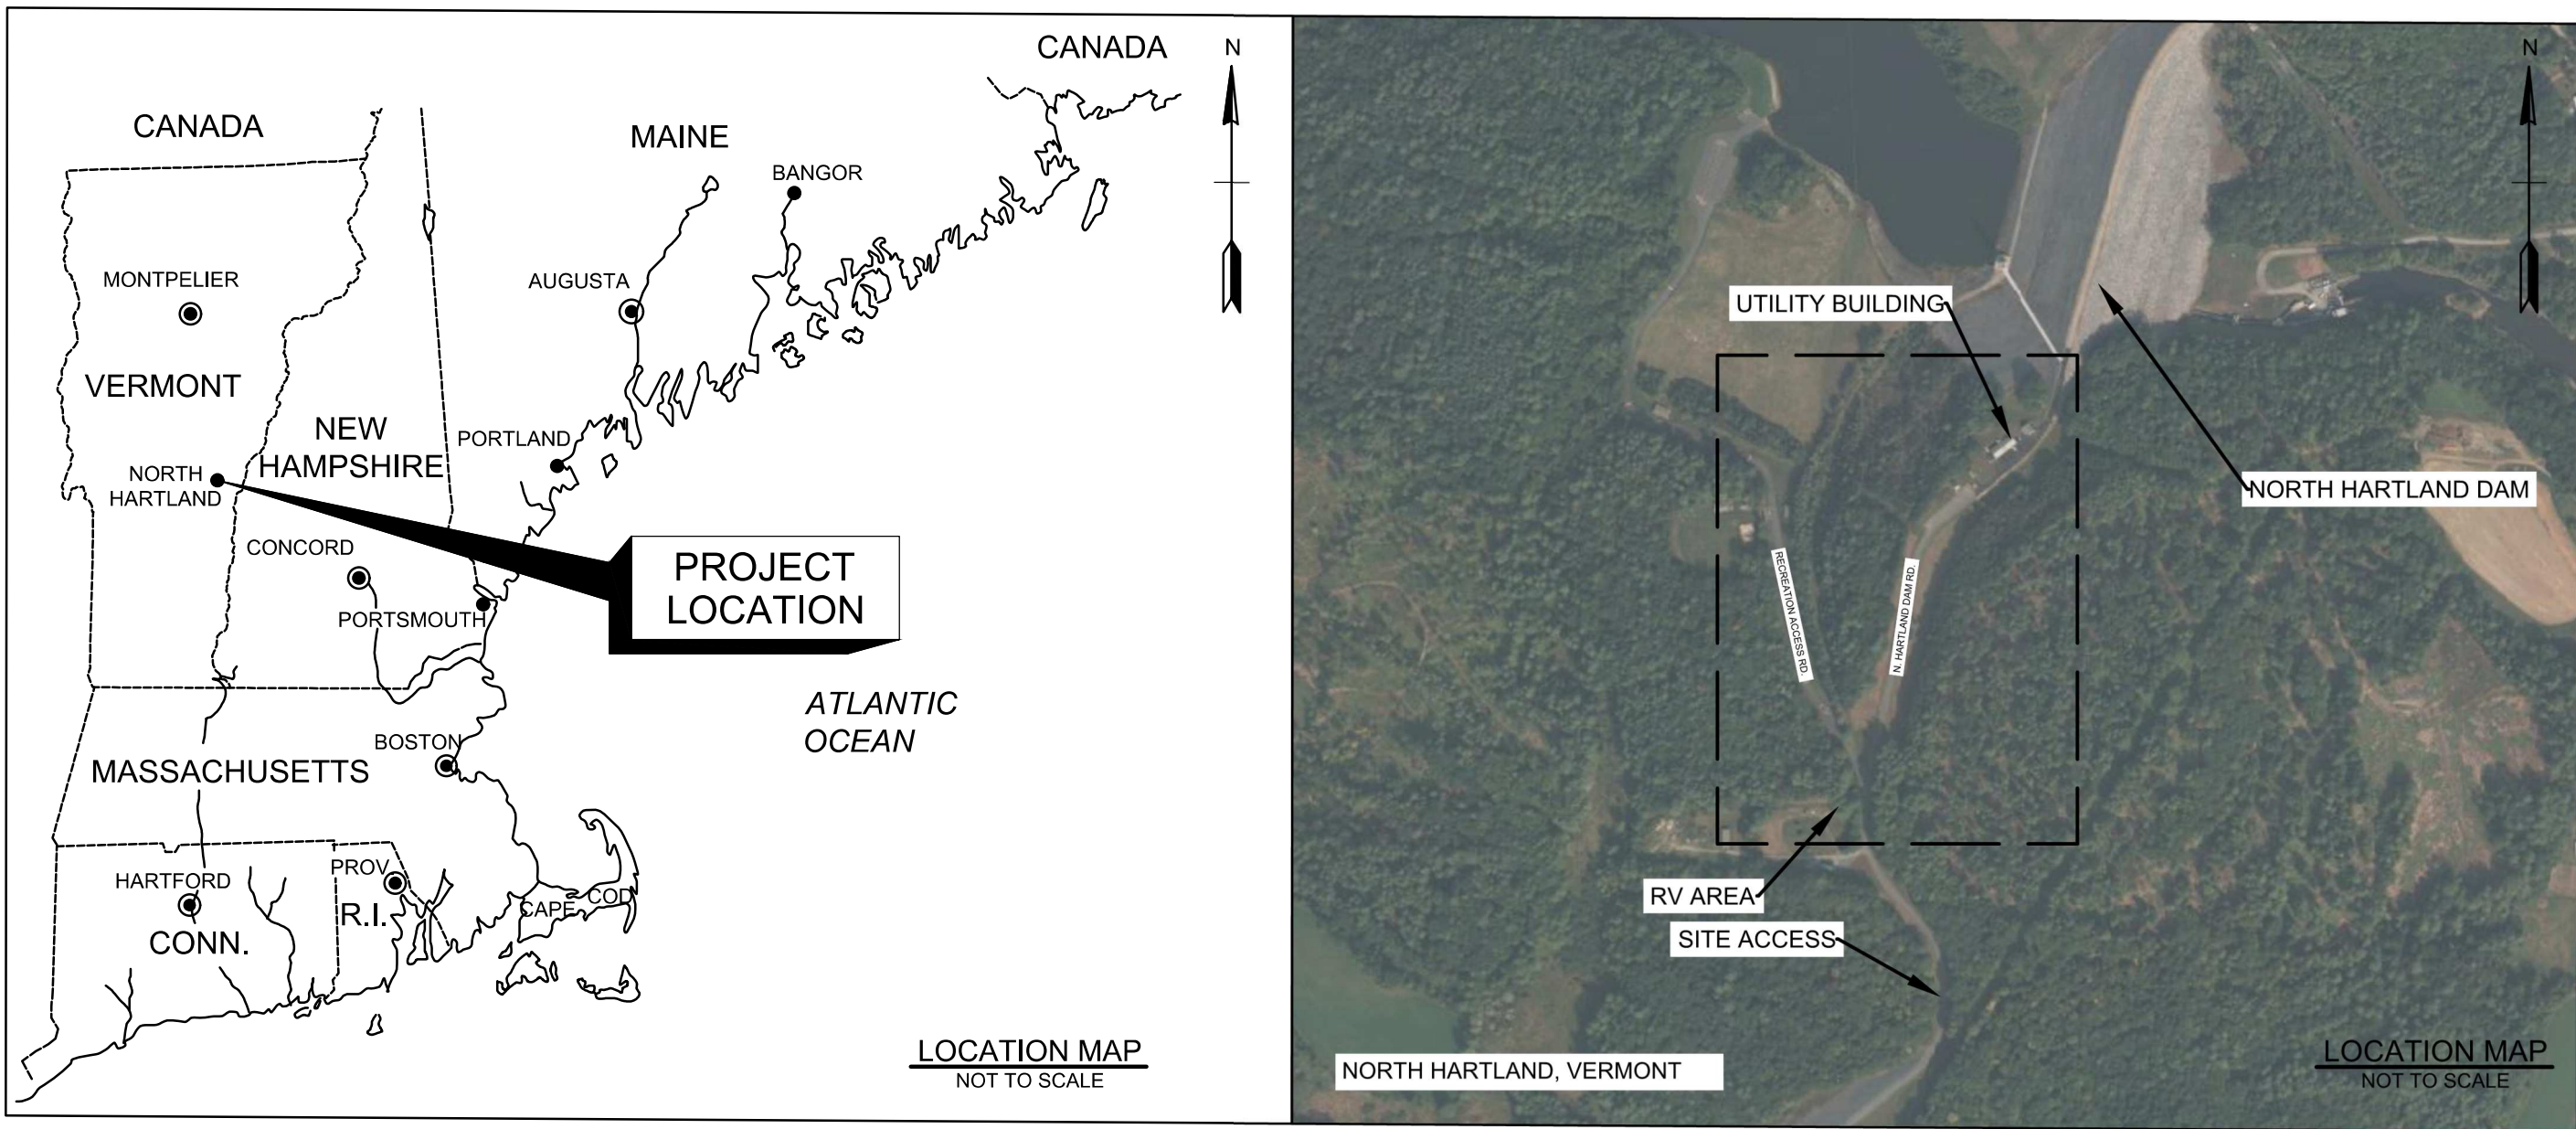 CANADA
N
CANADA
MAINE
BANGOR
MONTPELIER
AUGUSTA
VERMONT
NEW
HAMPSHIRE
PORTLAND
NORTH
HARTLAND
CONCORD
PORTSMOUTH
PROJECT
LOCATION
ATLANTIC
OCEAN
BOSTON
MASSACHUSETTS
PROV
HARTFORD
R.I.
CAPE COD
CONN.
LOCATION MAP
NOT TO SCALE
N
UTILITY BUILDING
NORTH HARTLAND DAM
RECREATION ACCESS RD.
N. HARTLAND DAM RD.
RV AREA
SITE ACCESS
NORTH HARTLAND, VERMONT
LOCATION MAP
NOT TO SCALE